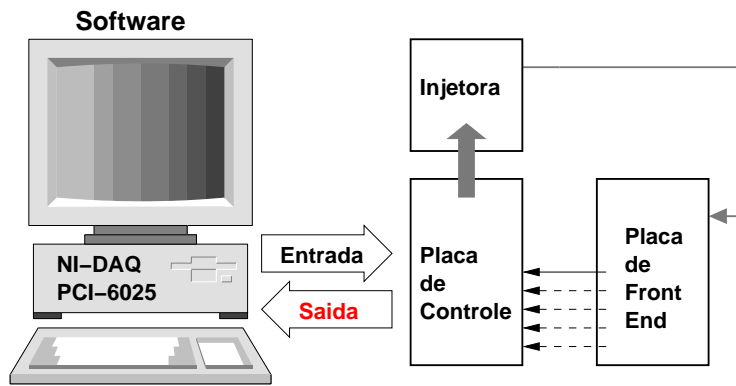 Software
NI–DAQ
PCI–6025
Entrada
Saida
Injetora
Placa
de
Controle
Placa
de
Front
End